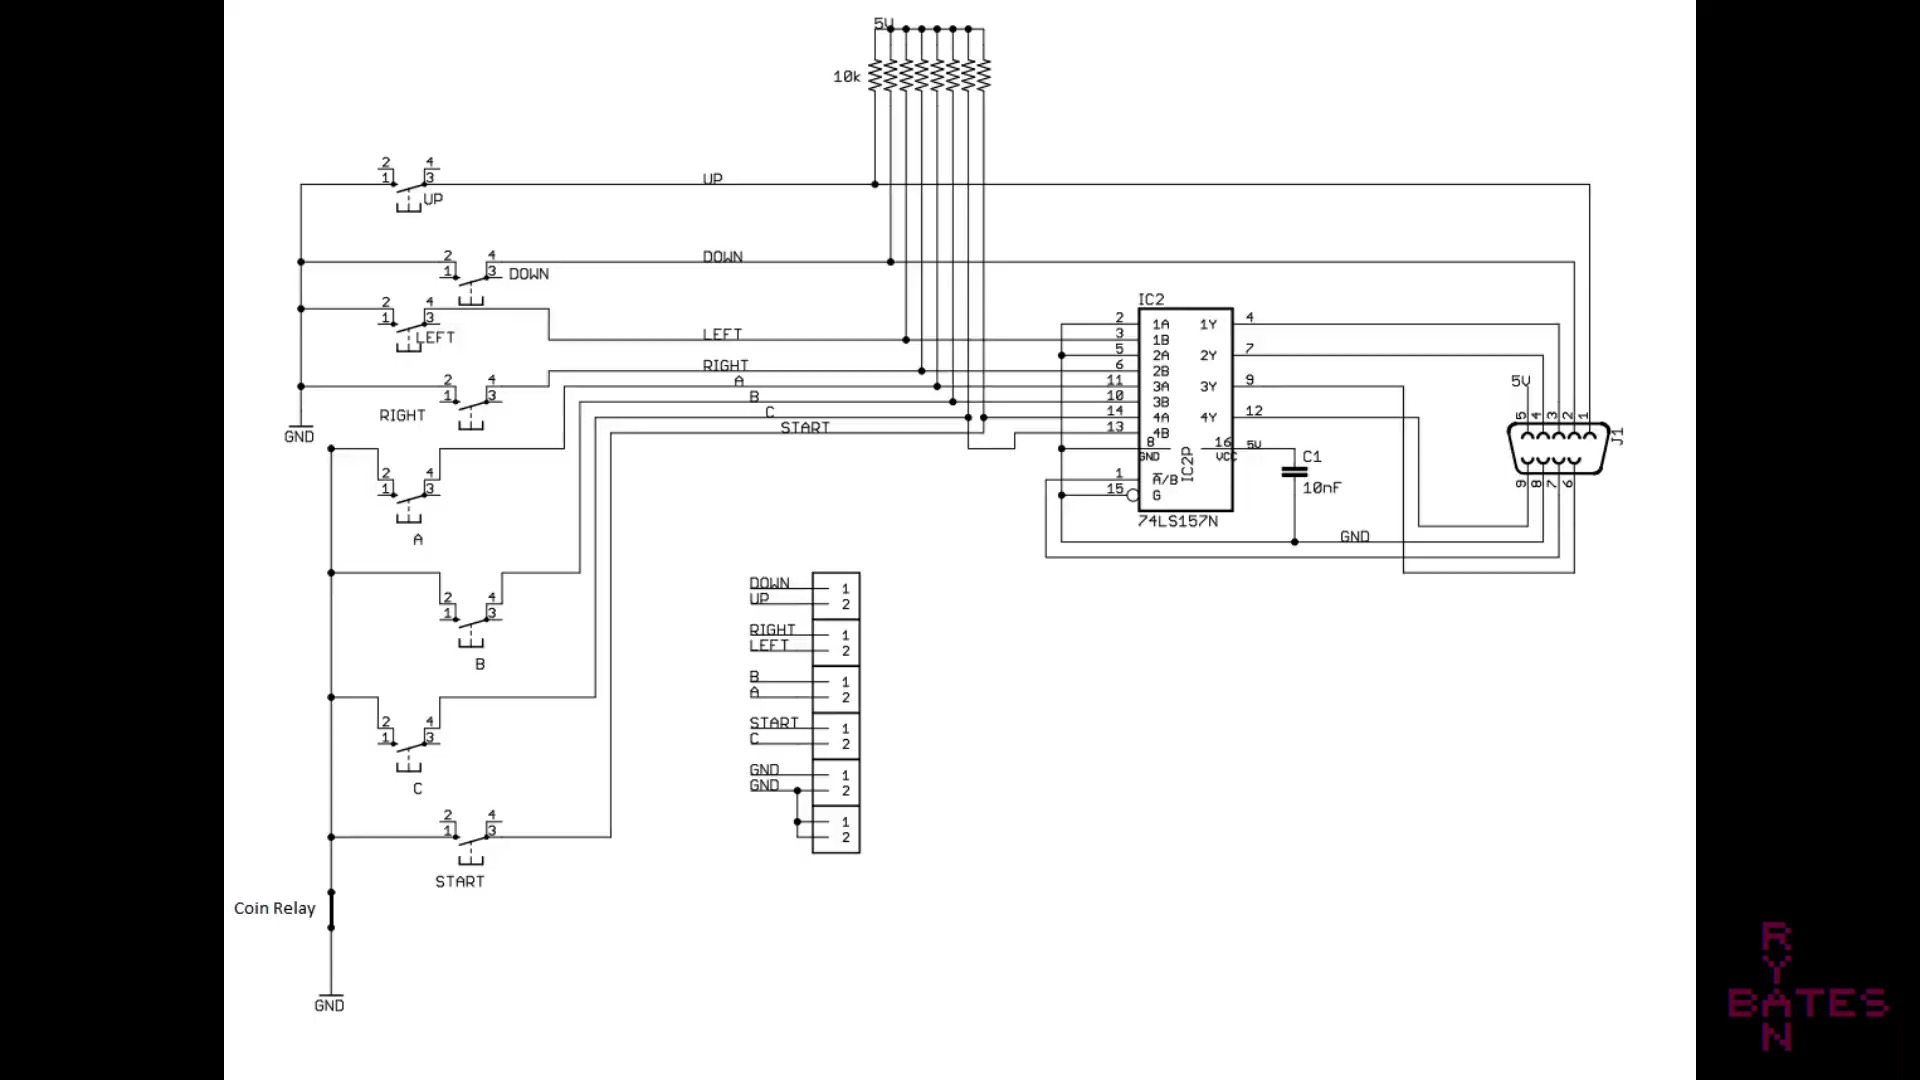 5V
10k
2 4
1 3
UP
UP
2 4
1 3
DOWN
DOWN
2 4
1 3
LEFT
LEFT
2 4
1 3
RIGHT
RIGHT
GND
A
B
C
START
2 4
1 3
A
2 4
1 3
B
2 4
1 3
C
2 4
1 3
START
Coin Relay
GND
IC2
2 1A 1Y 4
3 1B
5 2A 2Y 7
6 2B
11 3A 3Y 9
10 3B
14 4A 4Y 12
13 4B
8 16 5V
GND IC2P VCC
1 A/B
15 G
74LS157N
C1
10nF
GND
5V
5 4 3 2 1
J1
9 8 7 6
DOWN 1
UP 2
RIGHT 1
LEFT 2
B 1
A 2
START 1
C 2
GND 1
GND 2
1
2
RYAN
BATES